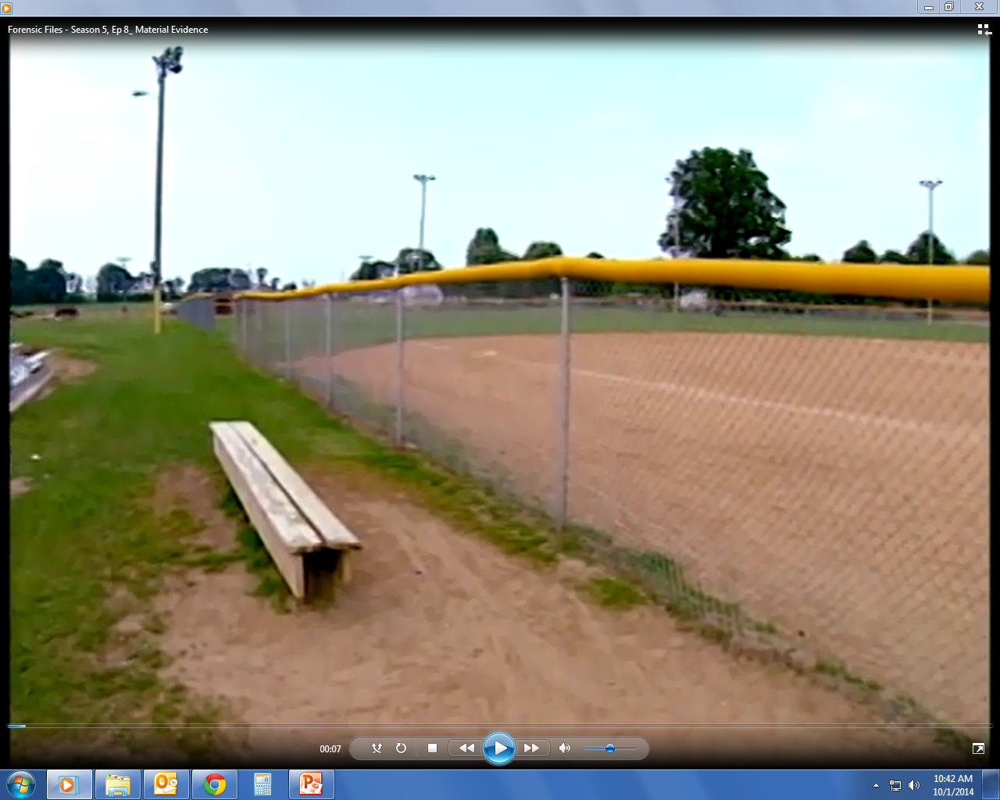 Forensic Files - Season 5, Ep 8_ Material Evidence
00:07
10:42 AM
10/1/2014